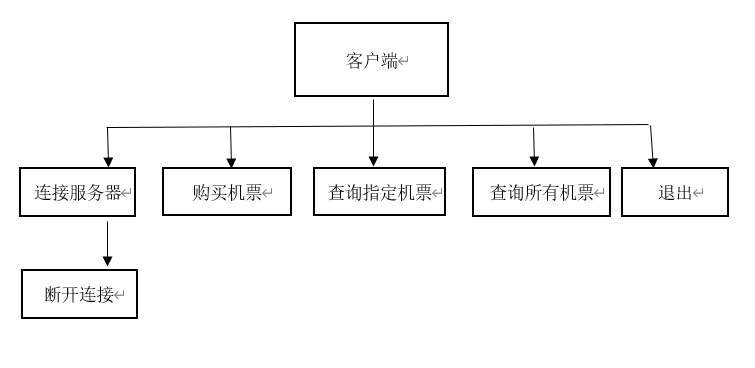 客户端
连接服务器
购买机票
查询指定机票
查询所有机票
退出
断开连接